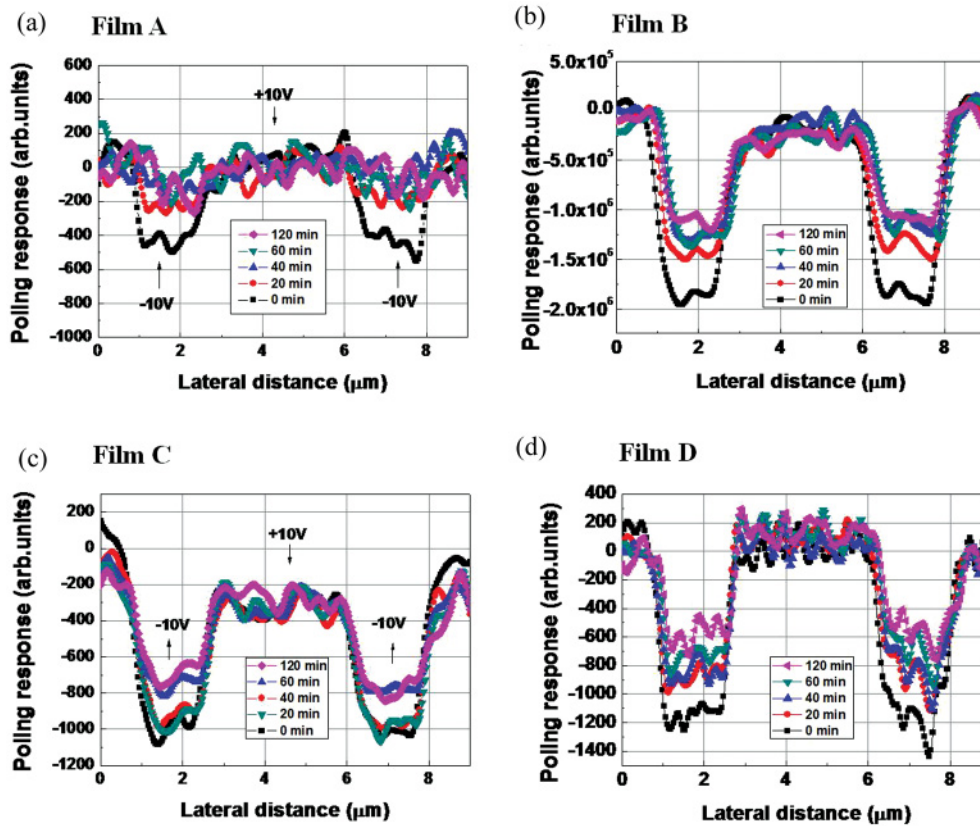 (a) Film A
600
400
200
0
-200
-400
-600
-800
-1000
Poling response (arb.units)
+10V
-10V
-10V
120 min
60 min
40 min
20 min
0 min
0 2 4 6 8
Lateral distance (μm)
(b) Film B
5.0x10⁵
0.0
-5.0x10⁵
-1.0x10⁶
-1.5x10⁶
-2.0x10⁶
Poling response (arb.units)
120 min
60 min
40 min
20 min
0 min
0 2 4 6 8
Lateral distance (μm)
(c) Film C
200
0
-200
-400
-600
-800
-1000
-1200
Poling response (arb.units)
+10V
-10V
-10V
120 min
60 min
40 min
20 min
0 min
0 2 4 6 8
Lateral distance (μm)
(d) Film D
400
200
0
-200
-400
-600
-800
-1000
-1200
-1400
Poling response (arb.units)
120 min
60 min
40 min
20 min
0 min
0 2 4 6 8
Lateral distance (μm)